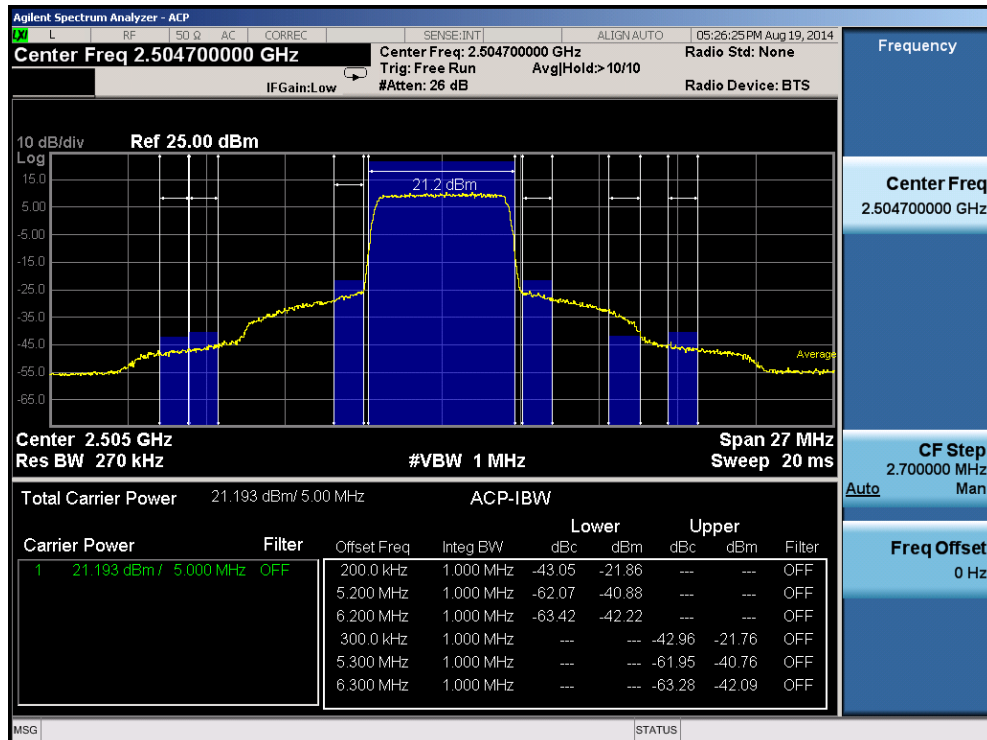 Agilent Spectrum Analyzer - ACP
LXI L RF 50 Ω AC CORREC SENSE:INT ALIGN AUTO 05:26:25 PM Aug 19, 2014
Center Freq 2.504700000 GHz
Center Freq: 2.504700000 GHz
Radio Std: None
Trig: Free Run Avg|Hold:> 10/10
IFGain:Low #Atten: 26 dB Radio Device: BTS
10 dB/div Ref 25.00 dBm
Log
15.0
21.2 dBm
5.00
-5.00
-15.0
-25.0
-35.0
-45.0
Average
-55.0
-65.0
Center 2.505 GHz Span 27 MHz
Res BW 270 kHz #VBW 1 MHz Sweep 20 ms
Total Carrier Power 21.193 dBm/ 5.00 MHz ACP-IBW
Lower Upper
Carrier Power Filter Offset Freq Integ BW dBc dBm dBc dBm Filter
1 21.193 dBm / 5.000 MHz OFF
200.0 kHz 1.000 MHz -43.05 -21.86 --- --- OFF
5.200 MHz 1.000 MHz -62.07 -40.88 --- --- OFF
6.200 MHz 1.000 MHz -63.42 -42.22 --- --- OFF
300.0 kHz 1.000 MHz --- --- -42.96 -21.76 OFF
5.300 MHz 1.000 MHz --- --- -61.95 -40.76 OFF
6.300 MHz 1.000 MHz --- --- -63.28 -42.09 OFF
MSG STATUS
Frequency
Center Freq
2.504700000 GHz
CF Step
2.700000 MHz
Auto Man
Freq Offset
0 Hz